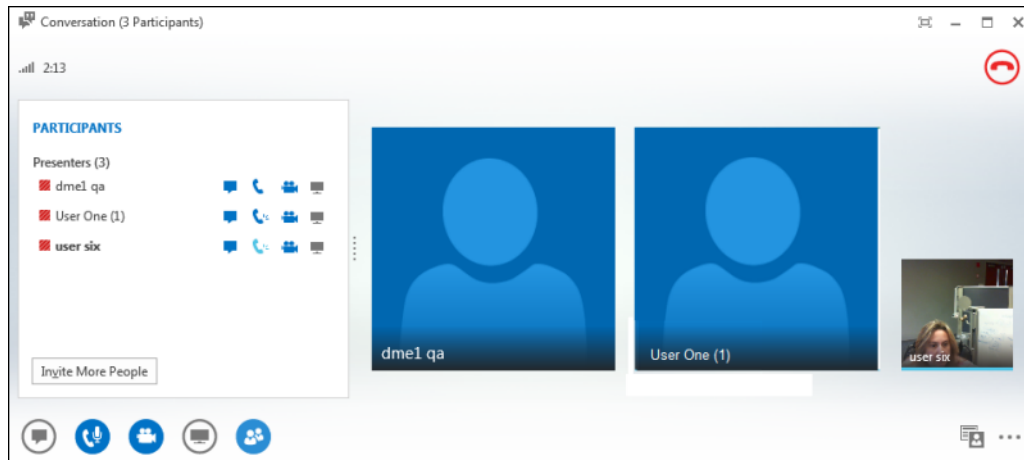 Conversation (3 Participants)
2:13
PARTICIPANTS
Presenters (3)
dme1 qa
User One (1)
user six
Invite More People
dme1 qa
User One (1)
user six